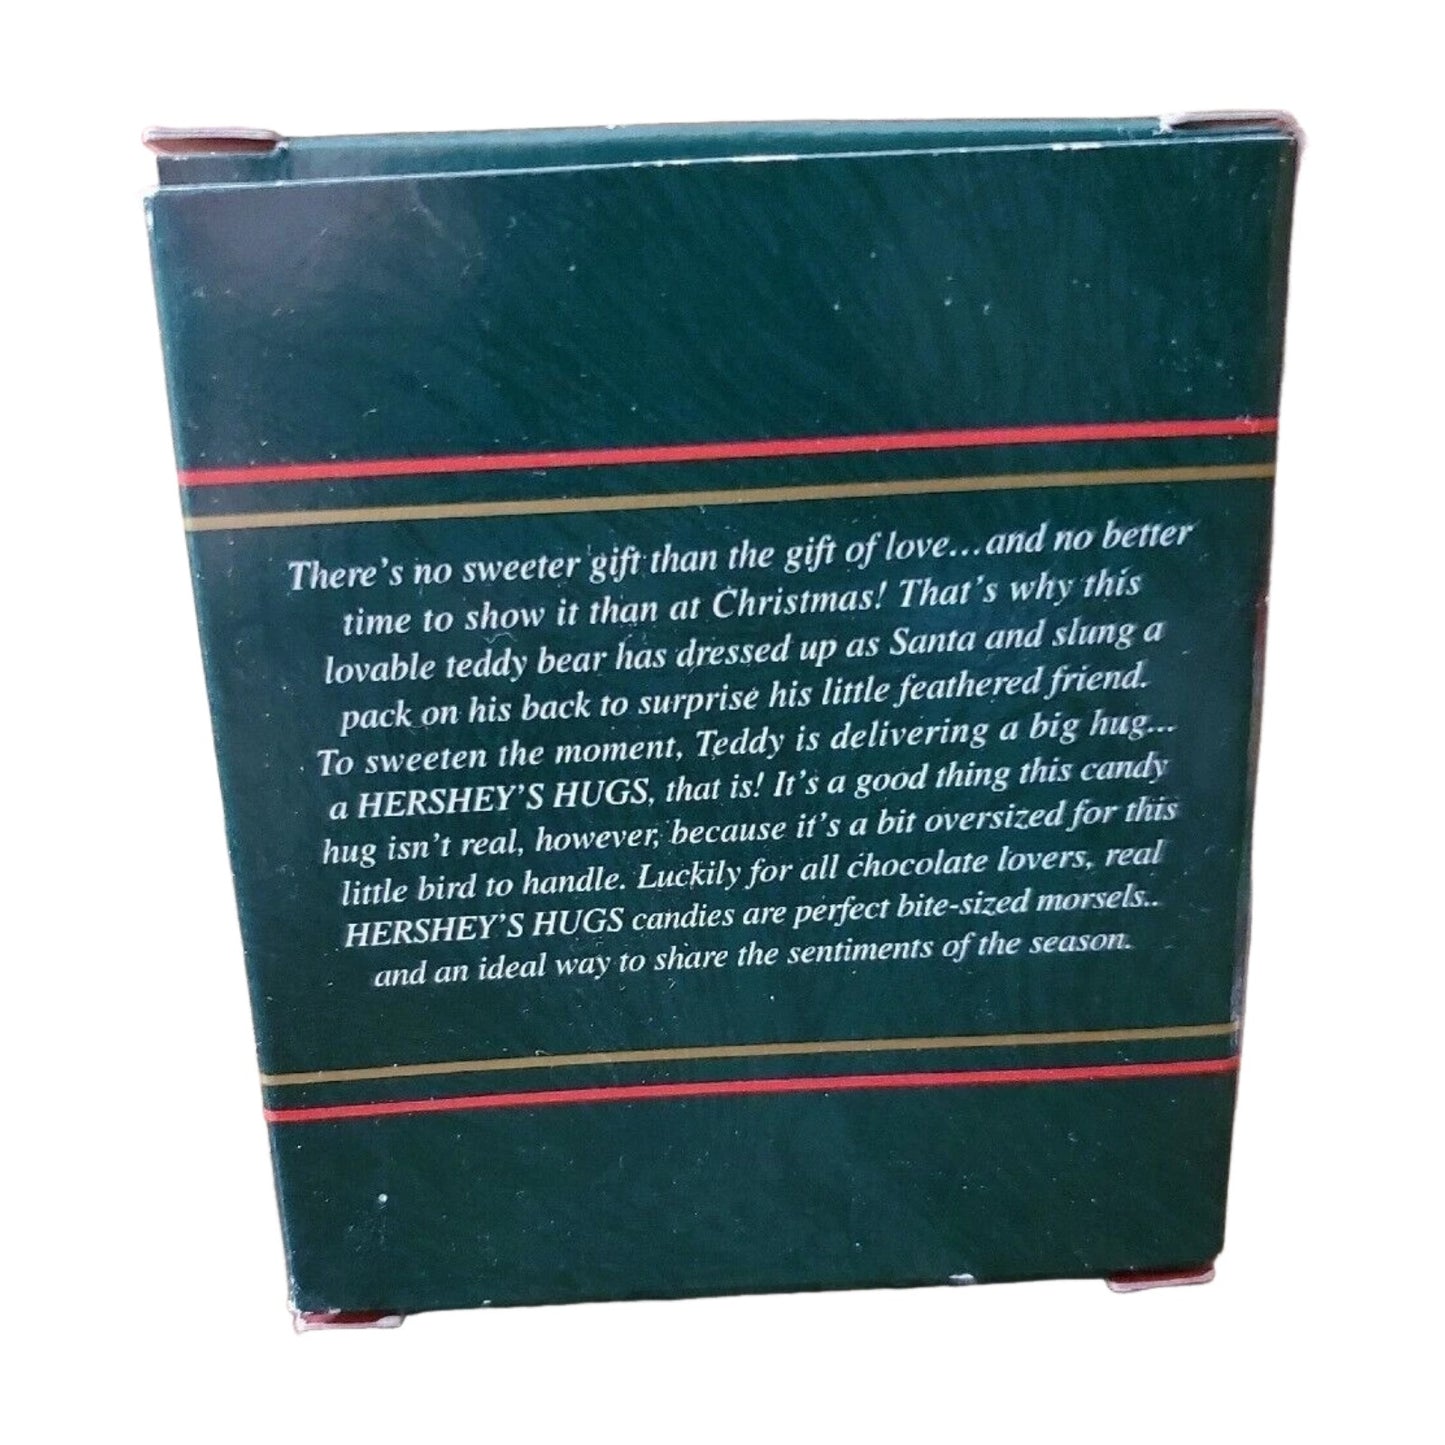 There's no sweeter gift than the gift of love...and no better
time to show it than at Christmas! That's why this
lovable teddy bear has dressed up as Santa and slung a
pack on his back to surprise his little feathered friend.
To sweeten the moment, Teddy is delivering a big hug...
a HERSHEY'S HUGS, that is! It's a good thing this candy
hug isn't real, however, because it's a bit oversized for this
little bird to handle. Luckily for all chocolate lovers, real
HERSHEY'S HUGS candies are perfect bite-sized morsels..
and an ideal way to share the sentiments of the season.